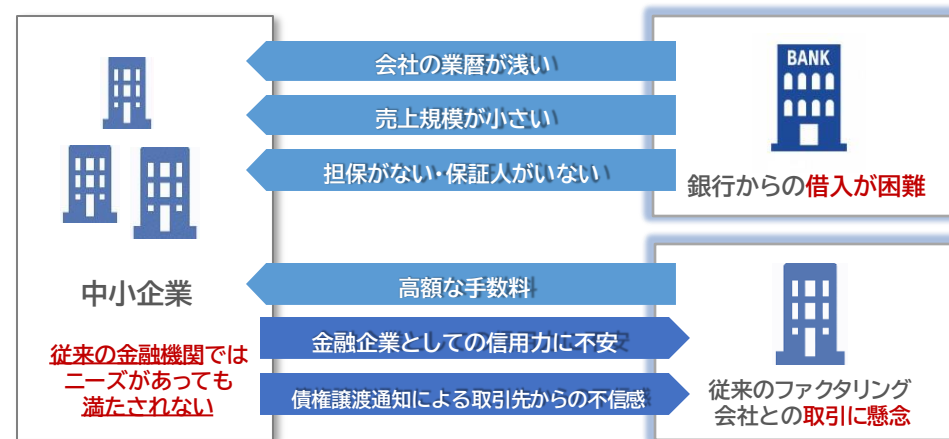 会社の業暦が浅い
売上規模が小さい
担保がない・保証人がいない
BANK
銀行からの借入が困難
中小企業
従来の金融機関では
ニーズがあっても
満たされない
高額な手数料
金融企業としての信用力に不安
債権譲渡通知による取引先からの不信感
従来のファクタリング
会社との取引に懸念